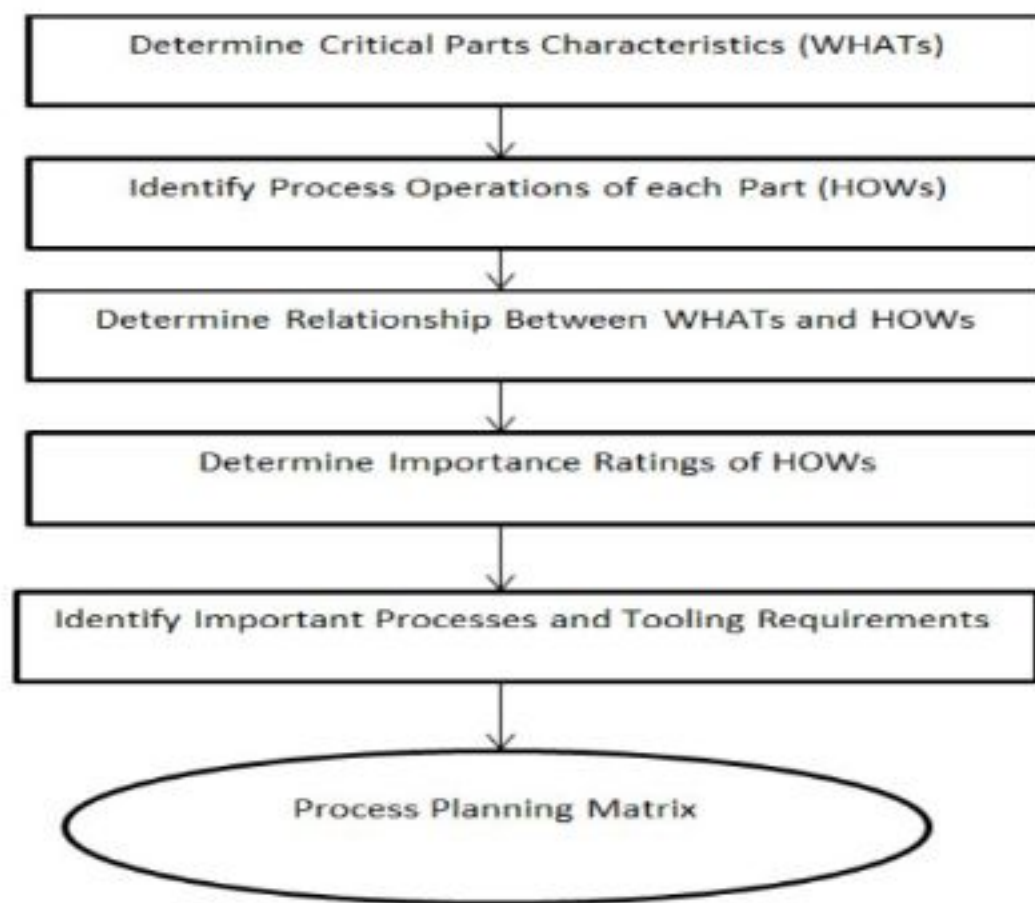 Determine Critical Parts Characteristics (WHATs)
Identify Process Operations of each Part (HOWs)
Determine Relationship Between WHATs and HOWs
Determine Importance Ratings of HOWs
Identify Important Processes and Tooling Requirements
Process Planning Matrix